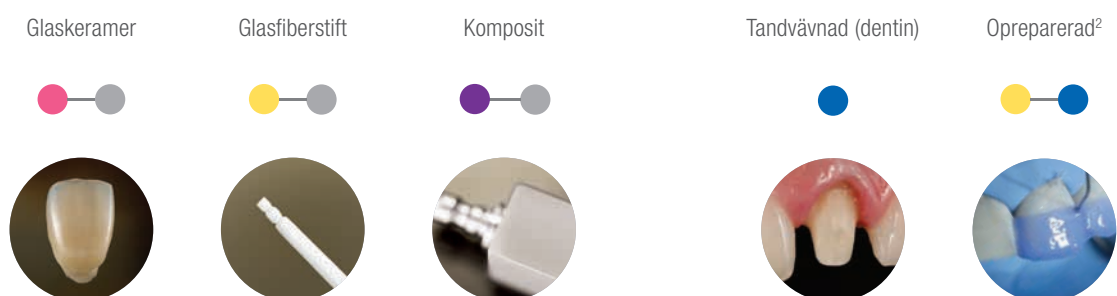 Glaskeramer
Glasfiberstift
Komposit
Tandvävnad (dentin)
Opreparerad²